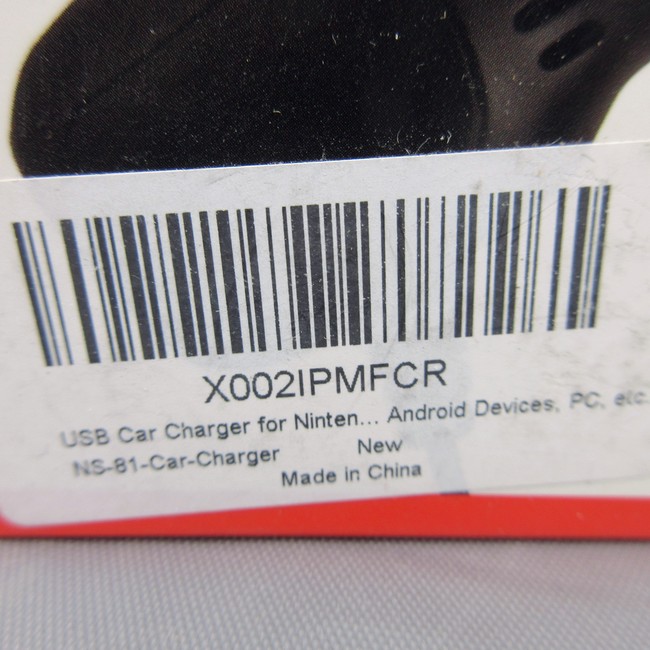 X002IPMFCR
USB Car Charger for Ninten... Android Devices, PC, etc.
NS-81-Car-Charger New
Made in China